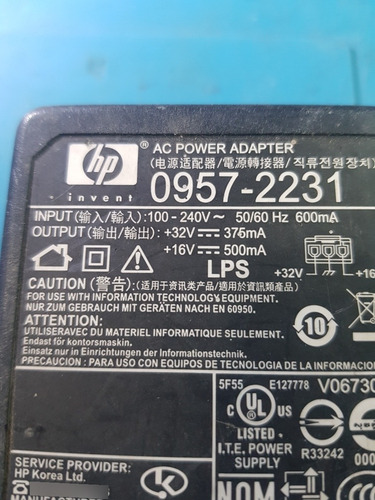 hp
®
invent
AC POWER ADAPTER
(电源适配器/電源轉接器/직류전원장치)
0957-2231
INPUT(输入/輸入):100 - 240V~ 50/60 Hz 600mA
OUTPUT(输出/輸出):+32V⎓ 375mA
+16V⎓ 500mA
LPS
+32V
+16
CAUTION (警告):(适用于资讯类产品/適用於資訊類產品)
FOR USE WITH INFORMATION TECHNOLOGY EQUIPMENT.
NUR ZUM GEBRAUCH MIT GERÄTEN NACH EN 60950.
ATTENTION:
UTILISERAVEC DU MATERIEL INFORMATIQUE SEULEMENT.
Endast för kontorsmaskin.
Einsatz nur in Einrichtungen der Informationstechnik.
PRECAUCION : PARA USO CON EQUIPOS DE TECNOLOGIA DE LA INFORMACION
10
5F55 E127778 V06730
c UL US
®
LISTED
I.T.E. POWER
SUPPLY
R33242
000
SERVICE PROVIDER:
HP Korea Ltd.
MANUFACTURER
NOM